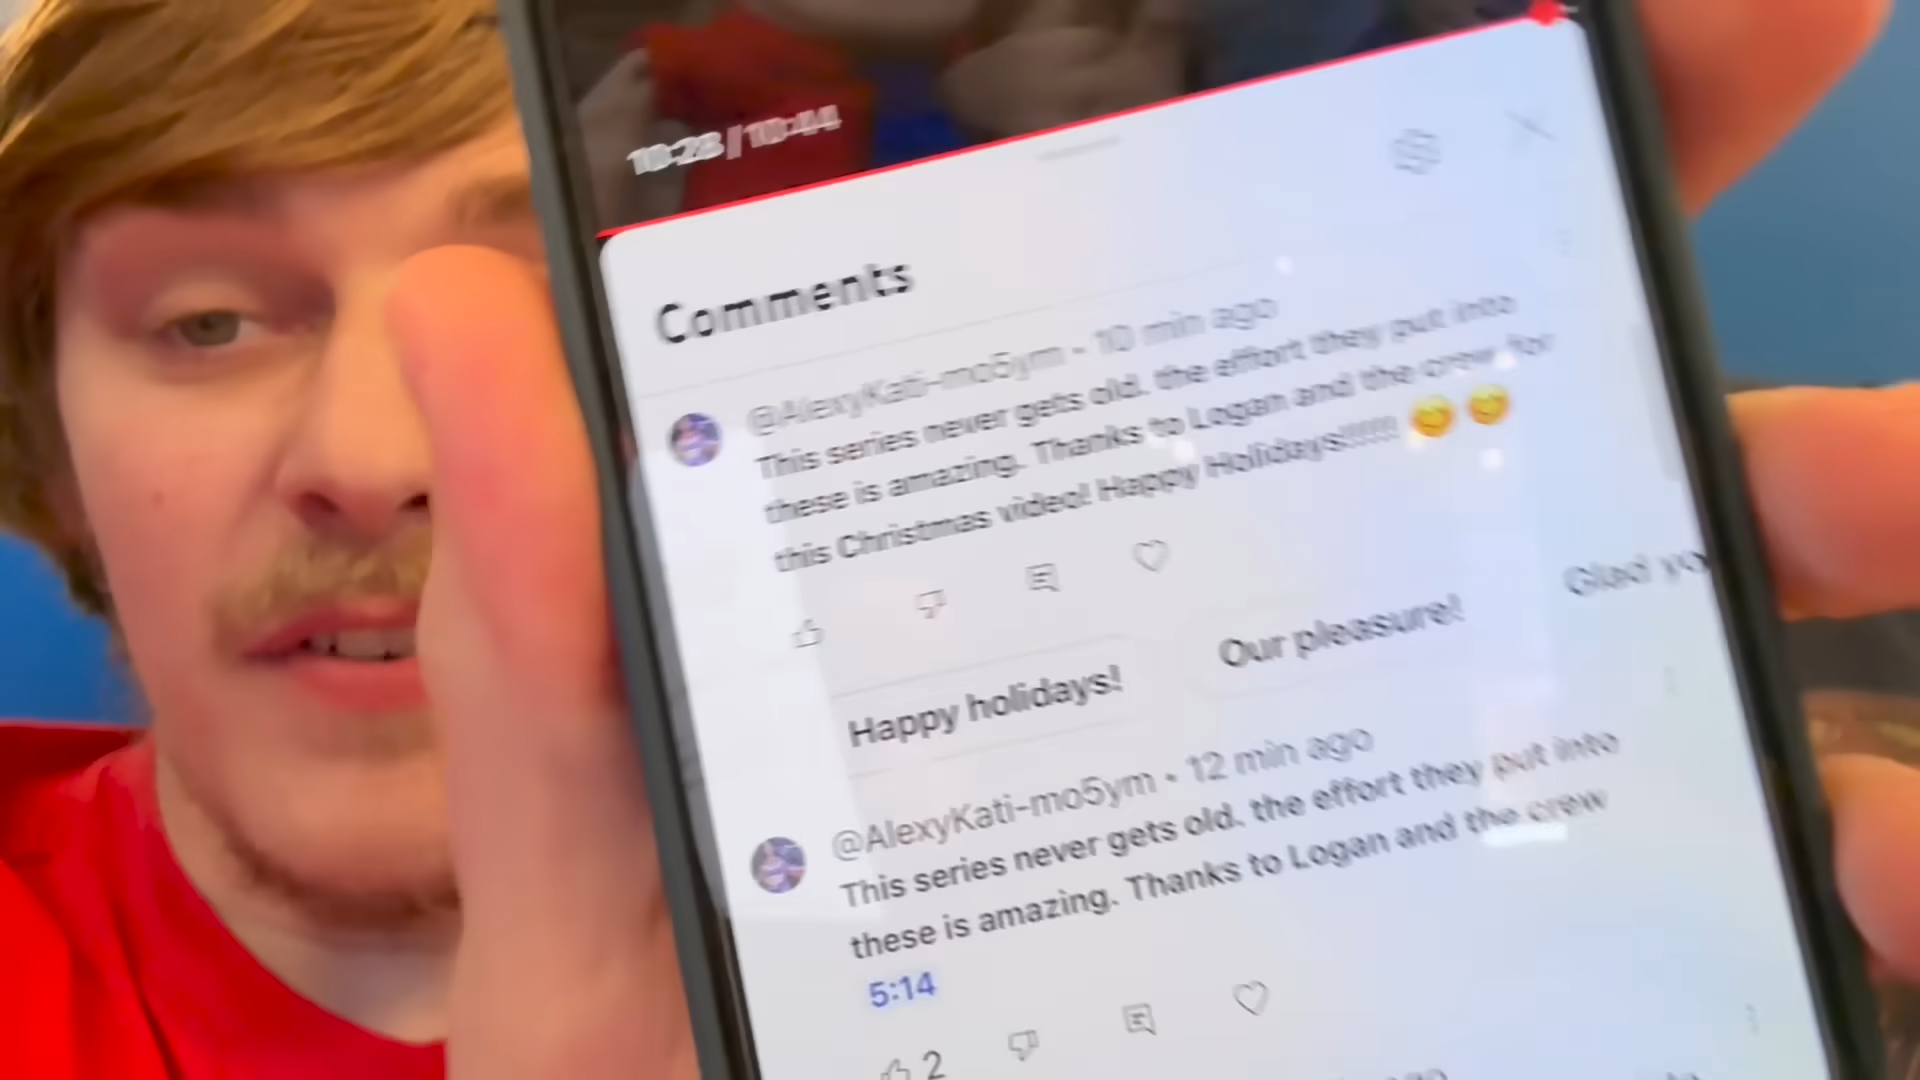 10:28 / 10:44
Comments
@AlexyKati-mo5ym • 10 min ago
This series never gets old. the effort they put into
these is amazing. Thanks to Logan and the crew for
this Christmas video! Happy Holidays!!!!!! 😊 😊
Happy holidays! Our pleasure! Glad yo
@AlexyKati-mo5ym • 12 min ago
This series never gets old. the effort they put into
these is amazing. Thanks to Logan and the crew
5:14
2